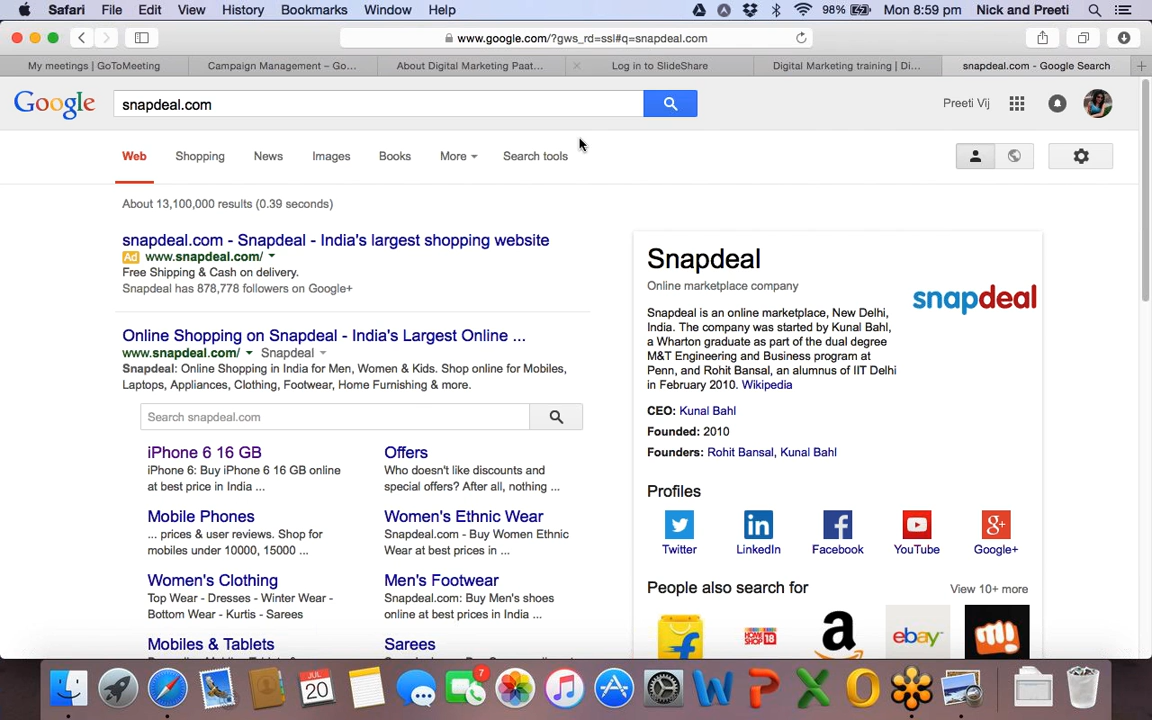 Safari File Edit View History Bookmarks Window Help 98% Mon 8:59 pm Nick and Preeti
www.google.com/?gws_rd=ssl#q=snapdeal.com
My meetings | GoToMeeting Campaign Management – Go... About Digital Marketing Paat... Log in to SlideShare Digital Marketing training | Di... snapdeal.com - Google Search
Google snapdeal.com Preeti Vij
Web Shopping News Images Books More Search tools
About 13,100,000 results (0.39 seconds)
snapdeal.com - Snapdeal - India's largest shopping website
Ad www.snapdeal.com/
Free Shipping & Cash on delivery.
Snapdeal has 878,778 followers on Google+
Online Shopping on Snapdeal - India's Largest Online ...
www.snapdeal.com/ Snapdeal
Snapdeal: Online Shopping in India for Men, Women & Kids. Shop online for Mobiles,
Laptops, Appliances, Clothing, Footwear, Home Furnishing & more.
Search snapdeal.com
iPhone 6 16 GB
iPhone 6: Buy iPhone 6 16 GB online
at best price in India ...
Offers
Who doesn't like discounts and
special offers? After all, nothing ...
Mobile Phones
... prices & user reviews. Shop for
mobiles under 10000, 15000 ...
Women's Ethnic Wear
Snapdeal.com - Buy Women Ethnic
Wear at best prices in ...
Women's Clothing
Top Wear - Dresses - Winter Wear -
Bottom Wear - Kurtis - Sarees
Men's Footwear
Snapdeal.com: Buy Men's shoes
online at best prices in India ...
Mobiles & Tablets
Sarees
Snapdeal
Online marketplace company
snapdeal
Snapdeal is an online marketplace, New Delhi,
India. The company was started by Kunal Bahl,
a Wharton graduate as part of the dual degree
M&T Engineering and Business program at
Penn, and Rohit Bansal, an alumnus of IIT Delhi
in February 2010. Wikipedia
CEO: Kunal Bahl
Founded: 2010
Founders: Rohit Bansal, Kunal Bahl
Profiles
Twitter LinkedIn Facebook YouTube Google+
People also search for View 10+ more
HOME SHOP 18 a ebay m
7
JUL 20